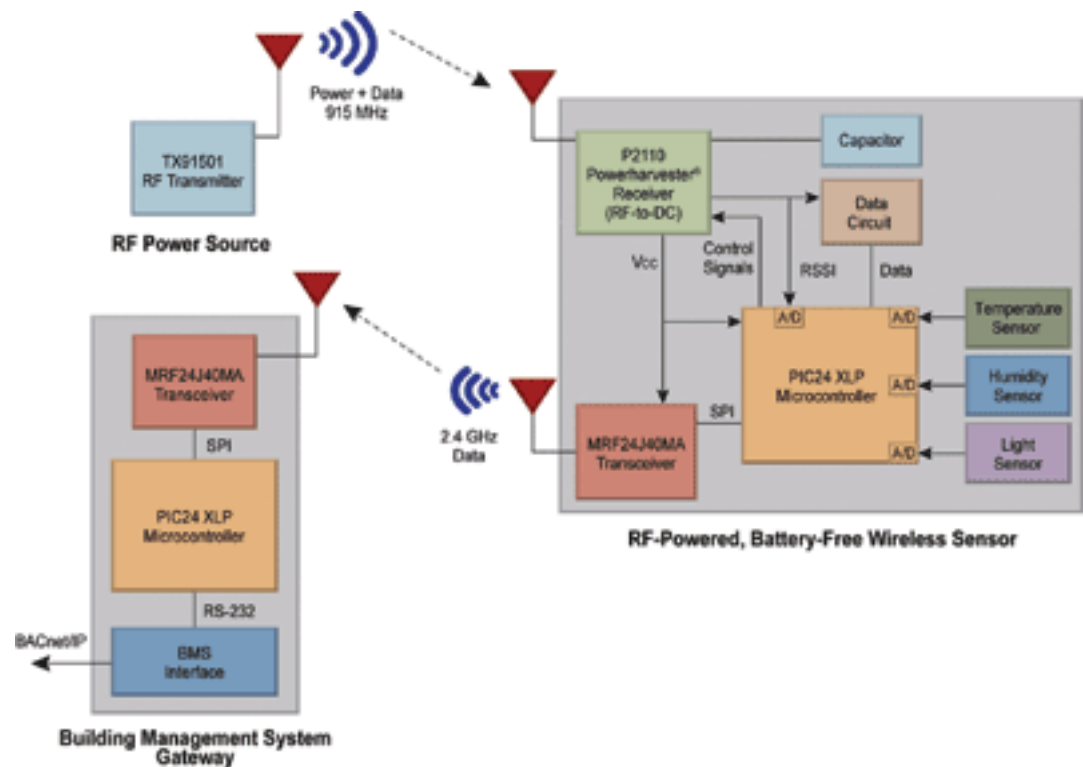 Power + Data
915 MHz
TX91501
RF Transmitter
RF Power Source
P2110
Powerharvester®
Receiver
(RF-to-DC)
Capacitor
Data
Circuit
Vcc
Control
Signals
RSSI
Data
A/D
A/D
Temperature
Sensor
PIC24 XLP
Microcontroller
A/D
Humidity
Sensor
A/D
Light
Sensor
SPI
MRF24J40MA
Transceiver
2.4 GHz
Data
RF-Powered, Battery-Free Wireless Sensor
MRF24J40MA
Transceiver
SPI
PIC24 XLP
Microcontroller
RS-232
BACnet/IP
BMS
Interface
Building Management System
Gateway